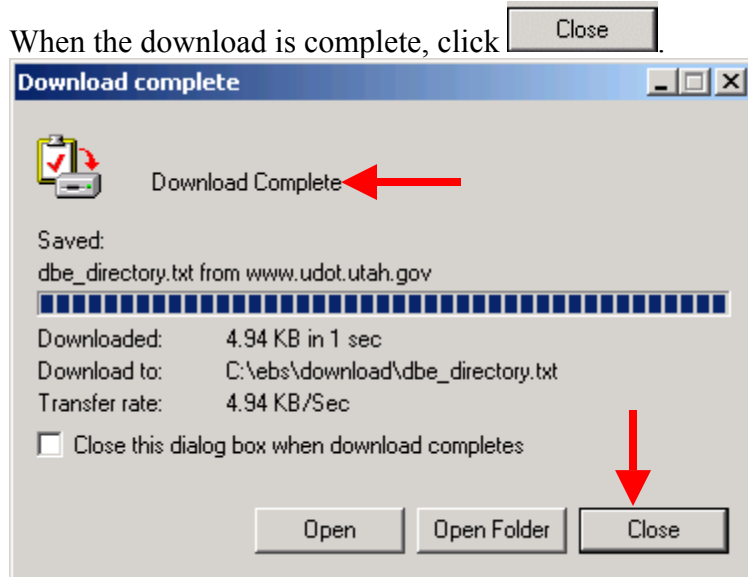 When the download is complete, click Close.
Download complete
Download Complete
Saved:
dbe_directory.txt from www.udot.utah.gov
Downloaded: 4.94 KB in 1 sec
Download to: C:\ebs\download\dbe_directory.txt
Transfer rate: 4.94 KB/Sec
Close this dialog box when download completes
Open Open Folder Close